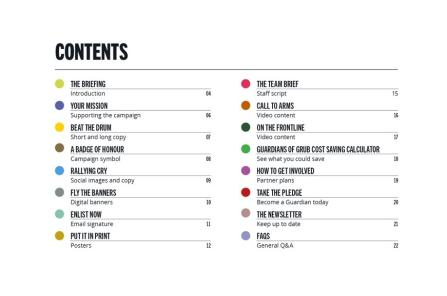 CONTENTS
THE BRIEFING
Introduction 04
YOUR MISSION
Supporting the campaign 06
BEAT THE DRUM
Short and long copy 07
A BADGE OF HONOUR
Campaign symbol 08
RALLYING CRY
Social images and copy 09
FLY THE BANNERS
Digital banners 10
ENLIST NOW
Email signature 11
PUT IT IN PRINT
Posters 12
THE TEAM BRIEF
Staff script 15
CALL TO ARMS
Video content 16
ON THE FRONTLINE
Video content 17
GUARDIANS OF GRUB COST SAVING CALCULATOR
See what you could save 18
HOW TO GET INVOLVED
Partner plans 19
TAKE THE PLEDGE
Become a Guardian today 20
THE NEWSLETTER
Keep up to date 21
FAQS
General Q&A 22